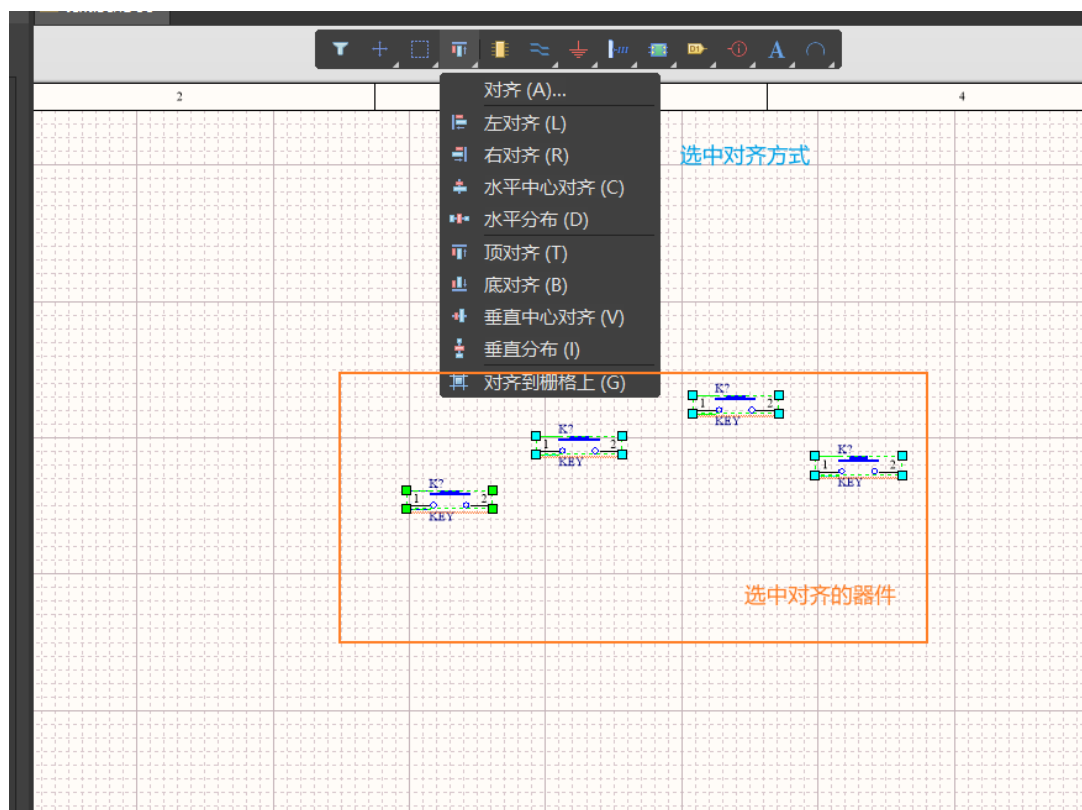 2
4
D1
A
对齐 (A)...
左对齐 (L)
右对齐 (R)
水平中心对齐 (C)
水平分布 (D)
顶对齐 (T)
底对齐 (B)
垂直中心对齐 (V)
垂直分布 (I)
对齐到栅格上 (G)
选中对齐方式
K?
1 2
KEY
K?
1 2
KEY
K?
1 2
KEY
K?
1 2
KEY
选中对齐的器件